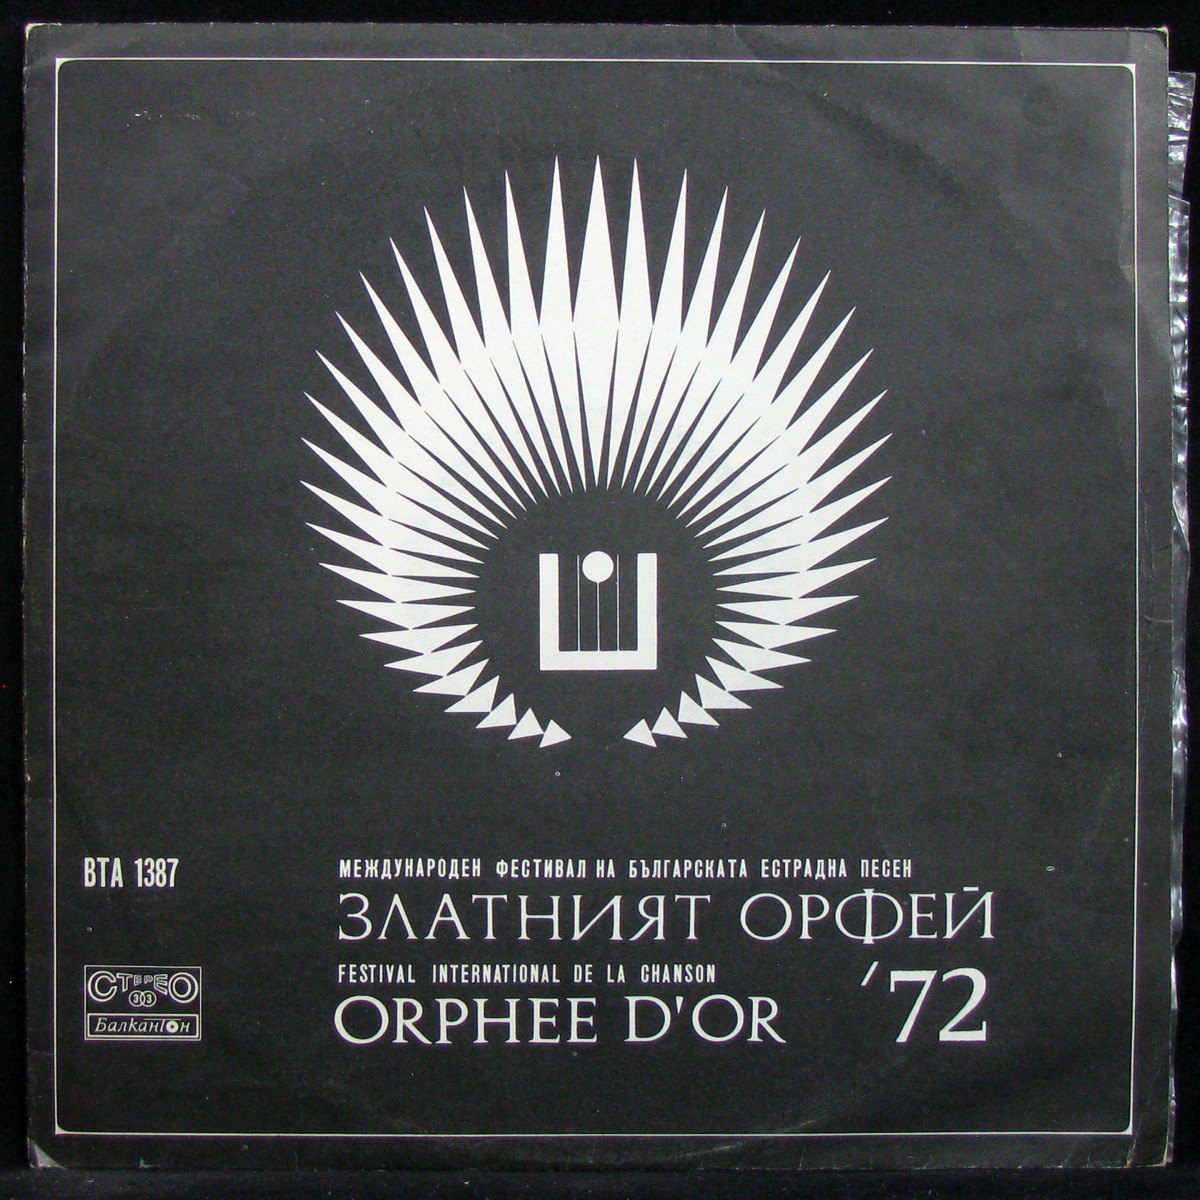 ВТА 1387
МЕЖДУНАРОДЕН ФЕСТИВАЛ НА БЪЛГАРСКАТА ЕСТРАДНА ПЕСЕН
ЗЛАТНИЯТ ОРФЕЙ
FESTIVAL INTERNATIONAL DE LA CHANSON
ORPHEE D'OR '72
СТЕРЕО
33
Балкантон